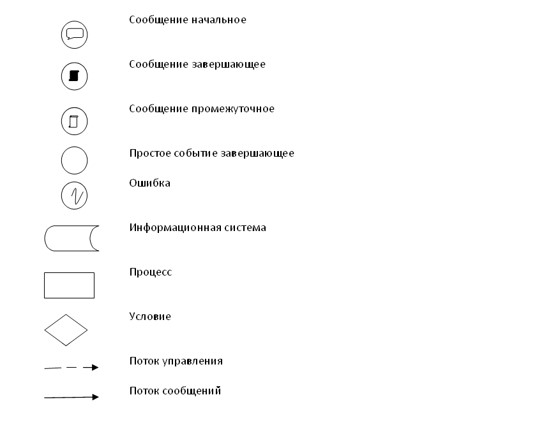 Сообщение начальное
Сообщение завершающее
Сообщение промежуточное
Простое событие завершающее
Ошибка
Информационная система
Процесс
Условие
Поток управления
Поток сообщений